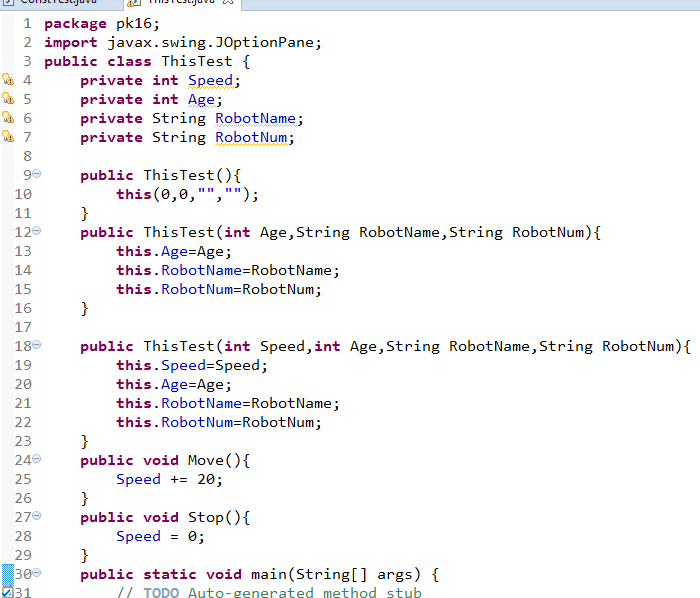 ConstTest.java ThisTest.java
1 package pk16;
2 import javax.swing.JOptionPane;
3 public class ThisTest {
4 private int Speed;
5 private int Age;
6 private String RobotName;
7 private String RobotNum;
8
9 public ThisTest(){
10 this(0,0,"","");
11 }
12 public ThisTest(int Age,String RobotName,String RobotNum){
13 this.Age=Age;
14 this.RobotName=RobotName;
15 this.RobotNum=RobotNum;
16 }
17
18 public ThisTest(int Speed,int Age,String RobotName,String RobotNum){
19 this.Speed=Speed;
20 this.Age=Age;
21 this.RobotName=RobotName;
22 this.RobotNum=RobotNum;
23 }
24 public void Move(){
25 Speed += 20;
26 }
27 public void Stop(){
28 Speed = 0;
29 }
30 public static void main(String[] args) {
31 // TODO Auto-generated method stub